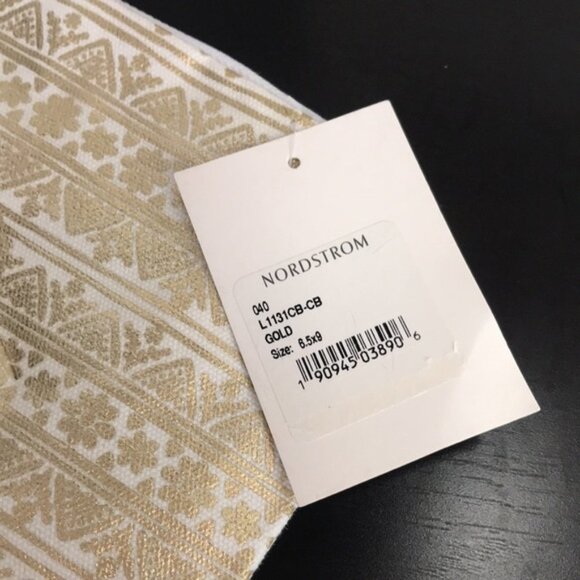 NORDSTROM
040
L1131CB-CB
GOLD
Size: 6.5x9
1 90945 03890 6